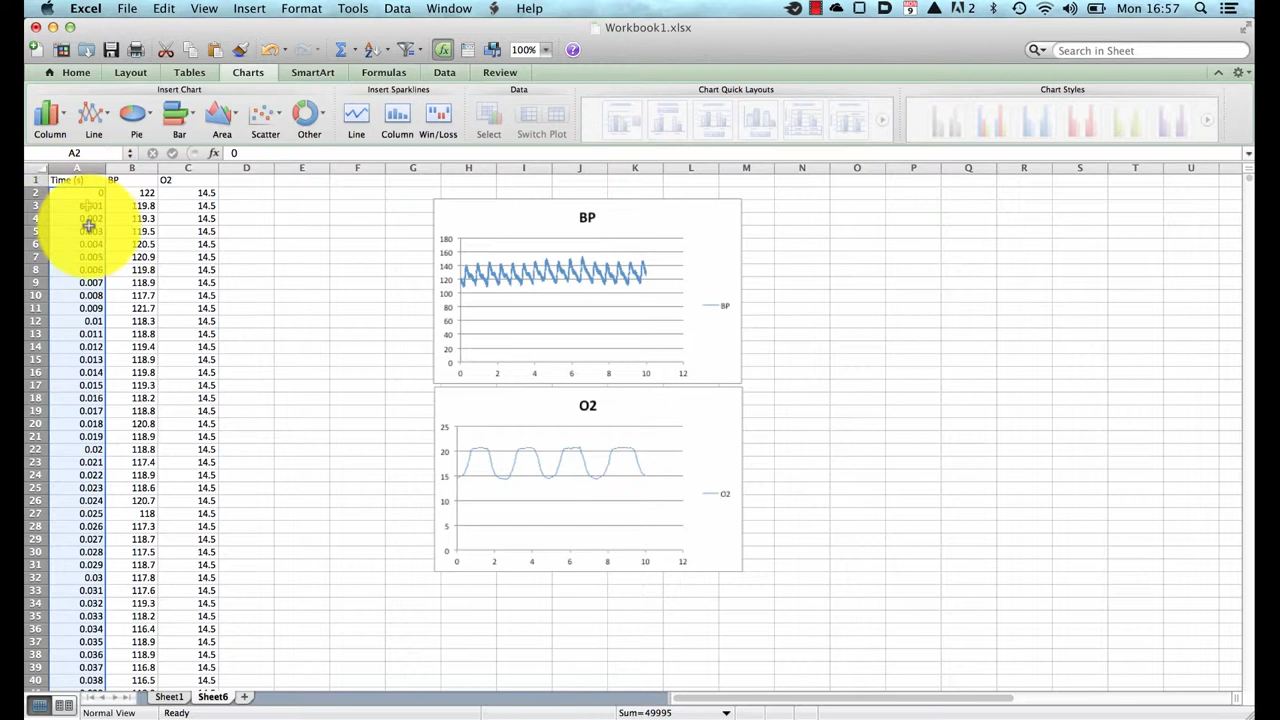 Excel File Edit View Insert Format Tools Data Window Help 2 9 Mon 16:57
Workbook1.xlsx
100% Search in Sheet
Home Layout Tables Charts SmartArt Formulas Data Review
Insert Chart Insert Sparklines Data Chart Quick Layouts Chart Styles
Column Line Pie Bar Area Scatter Other Line Column Win/Loss Select Switch Plot
A2 fx 0
A B C D E F G H I J K L M N O P Q R S T U
1 Time (s) BP O2
2 0 122 14.5
3 119.8 14.5
4 0.002 119.3 14.5
5 0.003 119.5 14.5
6 0.004 120.5 14.5
7 0.005 120.9 14.5
8 0.006 119.8 14.5
9 0.007 118.9 14.5
10 0.008 117.7 14.5
11 0.009 121.7 14.5
12 0.01 118.3 14.5
13 0.011 118.8 14.5
14 0.012 119.4 14.5
15 0.013 118.9 14.5
16 0.014 119.8 14.5
17 0.015 119.3 14.5
18 0.016 118.2 14.5
19 0.017 118.8 14.5
20 0.018 120.8 14.5
21 0.019 118.9 14.5
22 0.02 118.8 14.5
23 0.021 117.4 14.5
24 0.022 118.9 14.5
25 0.023 118.6 14.5
26 0.024 120.7 14.5
27 0.025 118 14.5
28 0.026 117.3 14.5
29 0.027 118.9 14.5
30 0.028 117.5 14.5
31 0.029 118.7 14.5
32 0.03 117.8 14.5
33 0.031 117.6 14.5
34 0.032 119.3 14.5
35 0.033 118.2 14.5
36 0.034 116.4 14.5
37 0.035 118.9 14.5
38 0.036 118.9 14.5
39 0.037 116.8 14.5
40 0.038 116.5 14.5
BP
180
160
140
120
100
80
60
40
20
0
0 2 4 6 8 10 12
BP
O2
25
20
15
10
5
0
0 2 4 6 8 10 12
O2
Sheet1 Sheet6
Normal View Ready Sum=49995